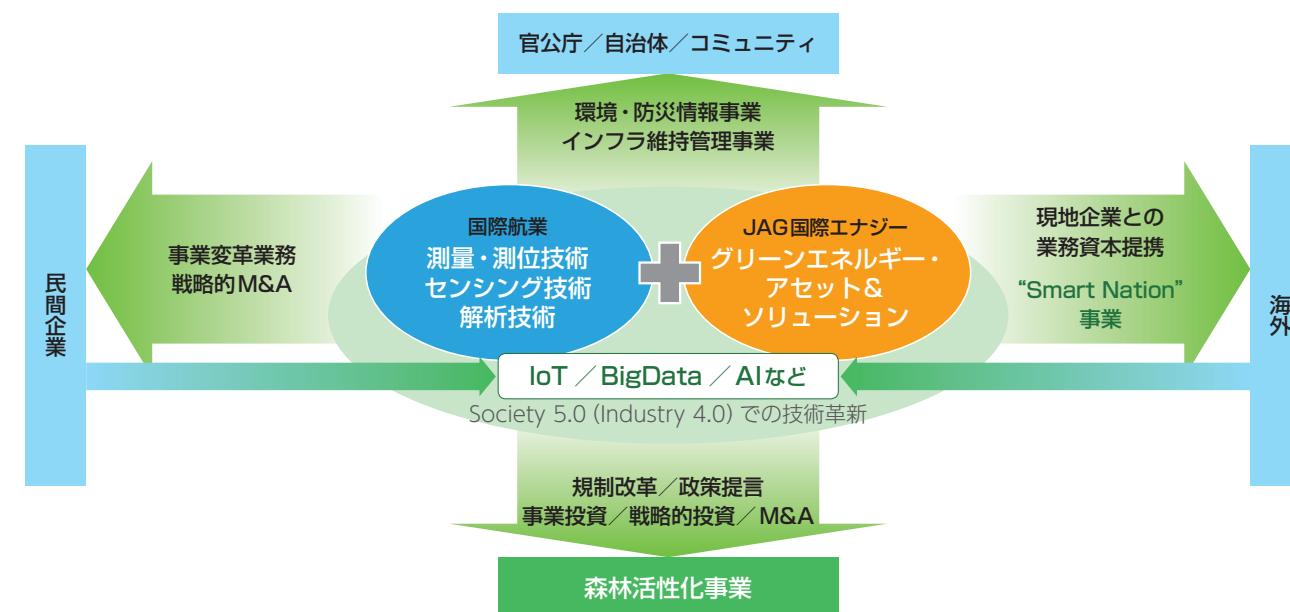 官公庁／自治体／コミュニティ
環境・防災情報事業
インフラ維持管理事業
民間企業
事業変革業務
戦略的M&A
国際航業
測量・測位技術
センシング技術
解析技術
JAG国際エナジー
グリーンエネルギー・
アセット&
ソリューション
現地企業との
業務資本提携
“Smart Nation”
事業
海外
IoT／BigData／AIなど
Society 5.0 (Industry 4.0) での技術革新
規制改革／政策提言
事業投資／戦略的投資／M&A
森林活性化事業